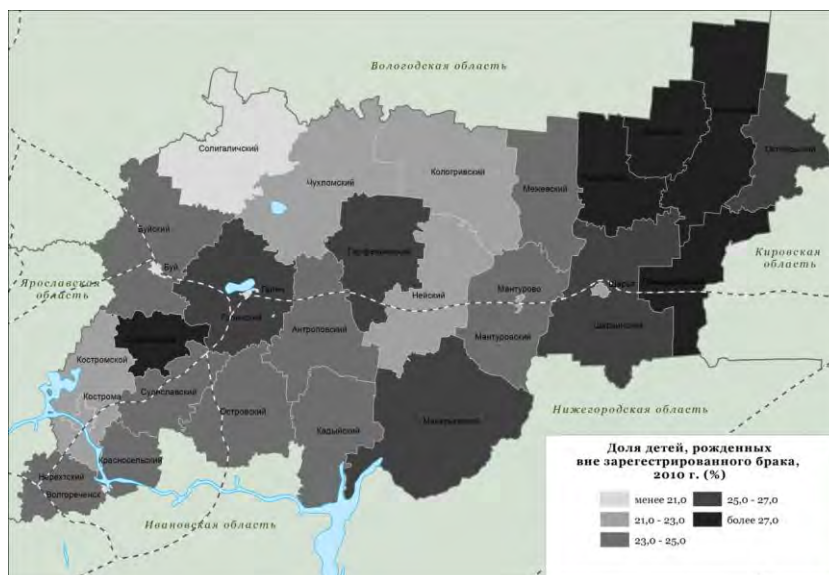 Вологодская область
Солигаличский
Чухломский
Кологривский
Межевский
Октябрьский
Буйский
Буй
Ярославская
область
Кировская
область
Галич
Галичский
Парфеньевский
Нейский
Мантурово
Мантуровский
Шарья
Шарьинский
Антроповский
Костромской
Кострома
Судиславский
Островский
Кадыйский
Макарьевский
Нижегородская область
Красносельский
Нерехтский
Волгореченск
Ивановская область
Доля детей, рожденных
вне зарегестрированного брака,
2010 г. (%)
менее 21,0
25,0 - 27,0
21,0 - 23,0
более 27,0
23,0 - 25,0